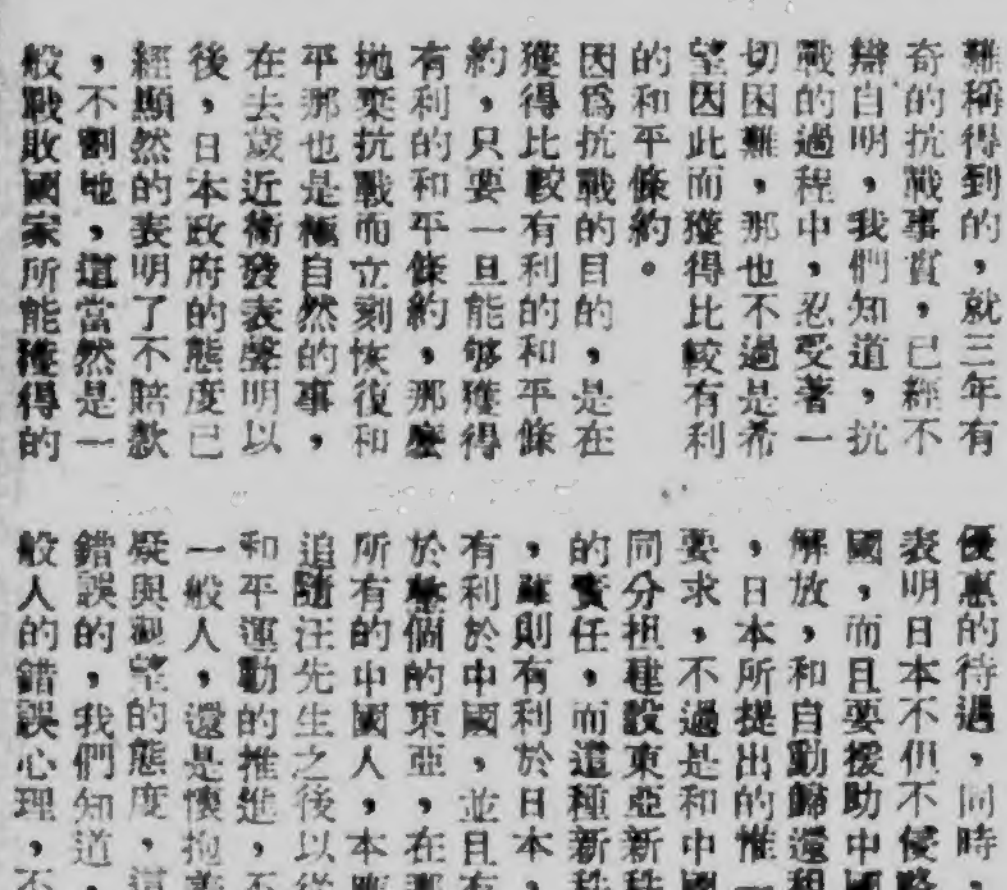 難稱得到的，就三年有
奇的抗戰事實，已經不
辯自明，我們知道，抗
戰的過程中，忍受著一
切困難，那也不過是希
望因此而獲得比較有利
的和平條約。
因爲抗戰的目的，是在
獲得比較有利的和平條
約，只要一旦能够獲得
有利的和平條約，那麼
拋棄抗戰而立刻恢復和
平那也是極自然的事，
在去歲近衞發表聲明以
後，日本政府的態度已
經顯然的表明了不賠款
，不割地，這當然是一
般戰敗國家所能獲得的
優惠的待遇，同時，
表明日本不但不侵略
國，而且要援助中國
解放，和自動歸還租
，日本所提出的惟一
要求，不過是和中國
同分担建設東亞新秩
的責任，而這種新秩
，雖則有利於日本
有利於中國，並且有
於整個的東亞，在那
所有的中國人，本應
追隨汪先生之後以從
和平運動的推進，不
一般人，還是懷抱着
疑與觀望的態度，這
錯誤的，我們知道，
般人的錯誤心理，不